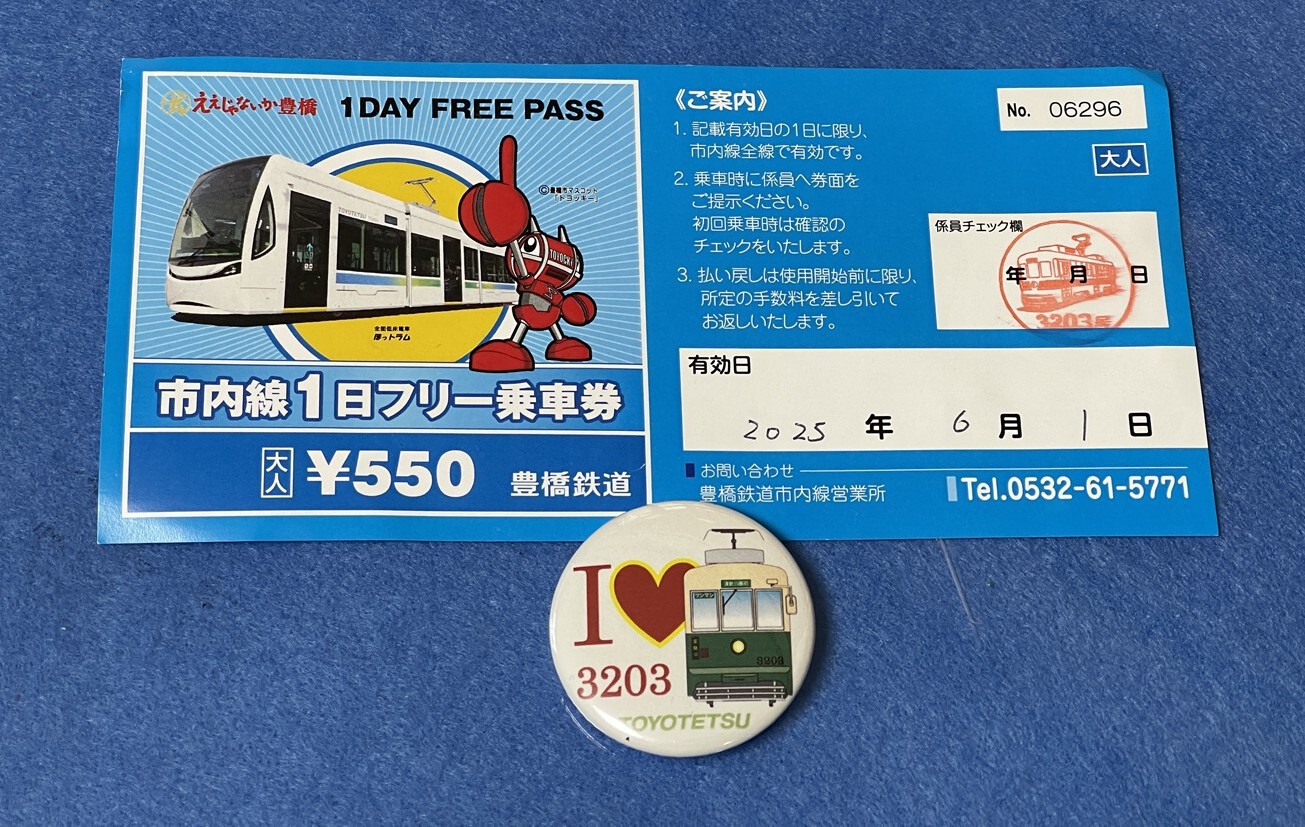 ええじゃないか豊橋
1DAY FREE PASS
©豊橋市マスコット
「トヨッキー」
TOYOTETSU
TOYOCKY
全面低床電車
ほっトラム
市内線1日フリー乗車券
大人 ¥550 豊橋鉄道
《ご案内》
No. 06296
大人
1. 記載有効日の1日に限り、
市内線全線で有効です。
2. 乗車時に係員へ券面を
ご提示ください。
初回乗車時は確認の
チェックをいたします。
3. 払い戻しは使用開始前に限り、
所定の手数料を差し引いて
お返しいたします。
係員チェック欄
年 月 日
3203号
有効日
2025 年 6 月 1 日
お問い合わせ
豊橋鉄道市内線営業所
Tel.0532-61-5771
I
ワンマン
3203
3203
TOYOTETSU